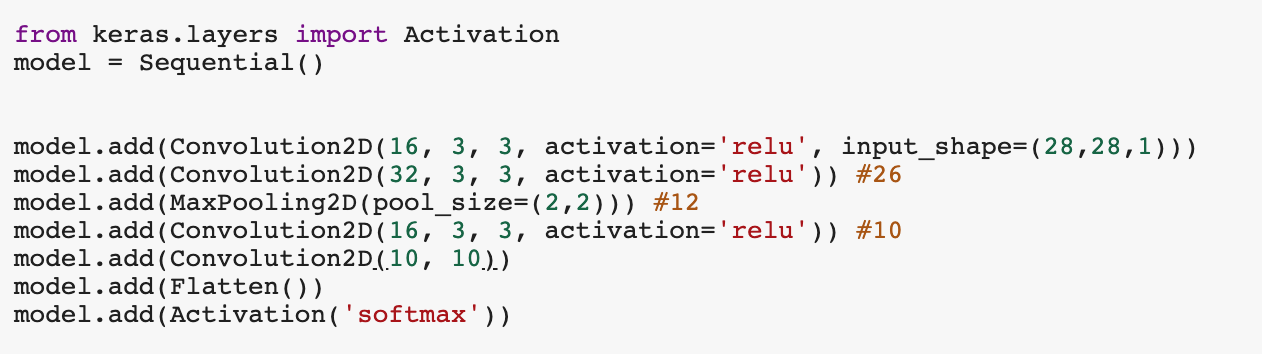 from keras.layers import Activation
model = Sequential()
model.add(Convolution2D(16, 3, 3, activation='relu', input_shape=(28,28,1)))
model.add(Convolution2D(32, 3, 3, activation='relu')) #26
model.add(MaxPooling2D(pool_size=(2,2))) #12
model.add(Convolution2D(16, 3, 3, activation='relu')) #10
model.add(Convolution2D(10, 10))
model.add(Flatten())
model.add(Activation('softmax'))